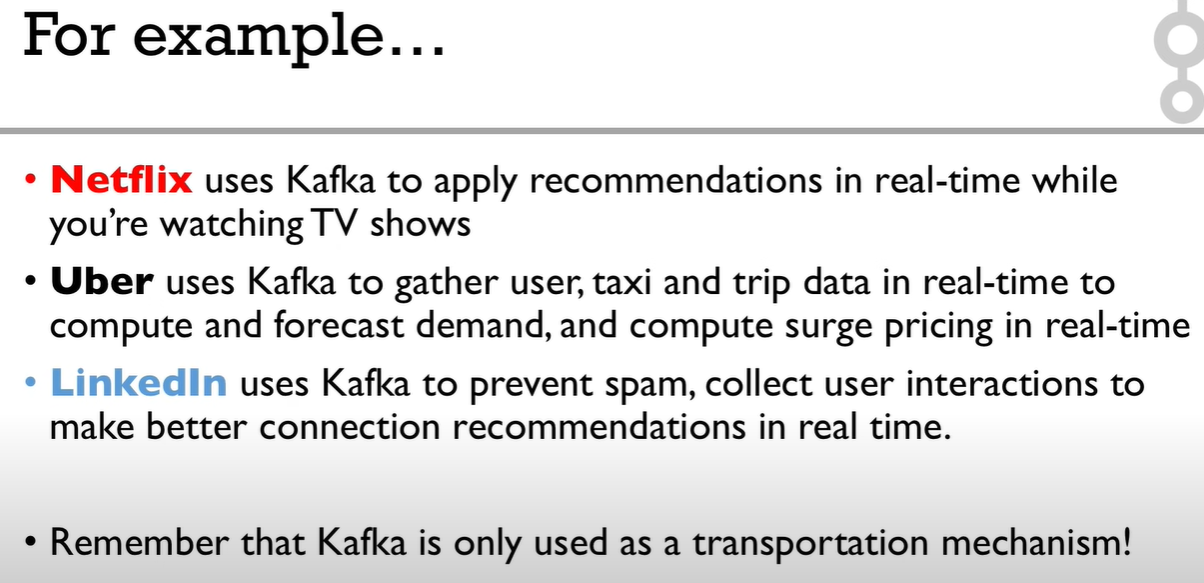 For example…
• Netflix uses Kafka to apply recommendations in real-time while
you’re watching TV shows
• Uber uses Kafka to gather user, taxi and trip data in real-time to
compute and forecast demand, and compute surge pricing in real-time
• LinkedIn uses Kafka to prevent spam, collect user interactions to
make better connection recommendations in real time.
• Remember that Kafka is only used as a transportation mechanism!